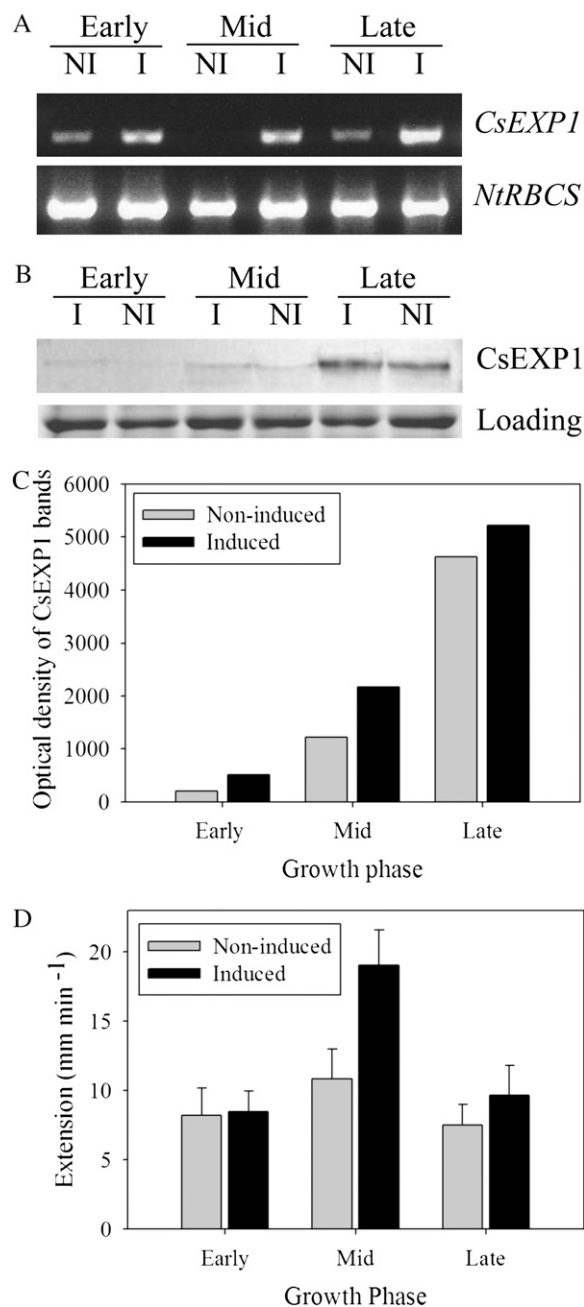 A
Early Mid Late
NI I NI I NI I
CsEXP1
NtRBCS
B
Early Mid Late
I NI I NI I NI
CsEXP1
Loading
C
6000
5000
4000
3000
2000
1000
0
Optical density of CsEXP1 bands
Non-induced
Induced
Early Mid Late
Growth phase
D
20
15
10
5
0
Extension (mm min⁻¹)
Non-induced
Induced
Early Mid Late
Growth Phase